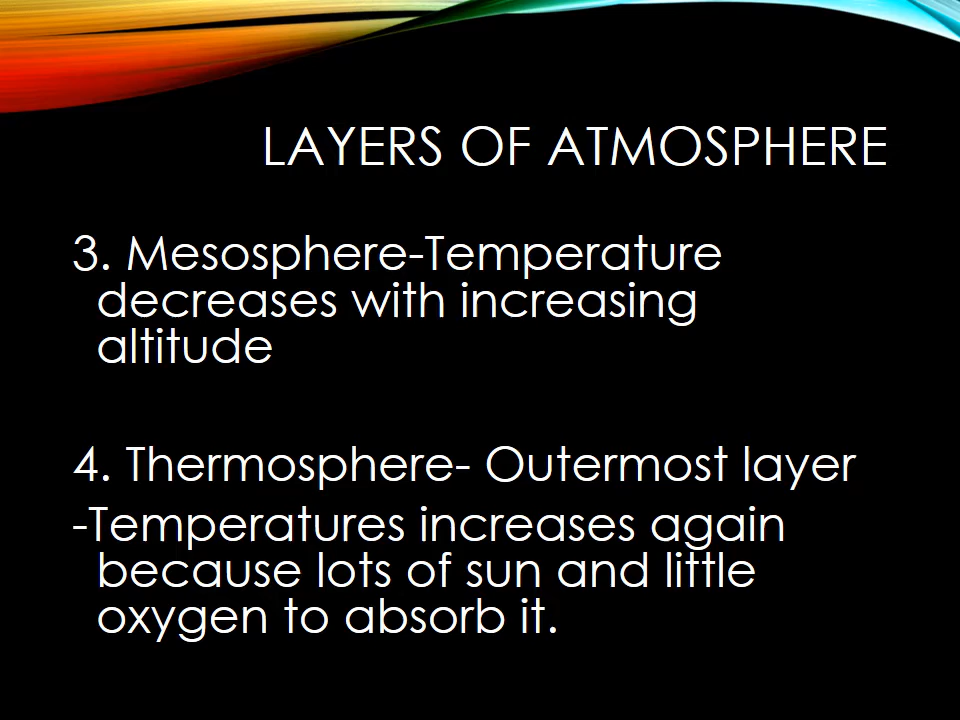 LAYERS OF ATMOSPHERE
3. Mesosphere-Temperature
decreases with increasing
altitude
4. Thermosphere- Outermost layer
-Temperatures increases again
because lots of sun and little
oxygen to absorb it.